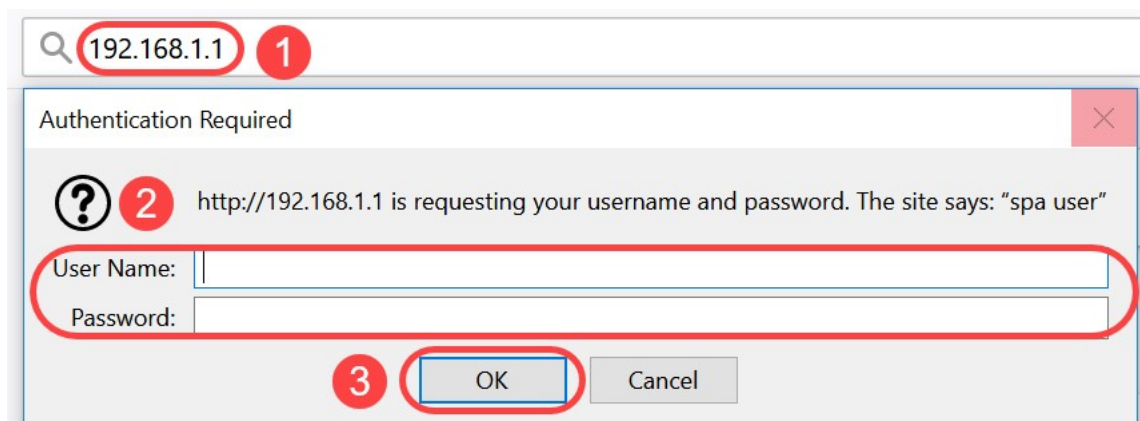 192.168.1.1 1
Authentication Required
2 http://192.168.1.1 is requesting your username and password. The site says: “spa user”
User Name:
Password:
3 OK Cancel